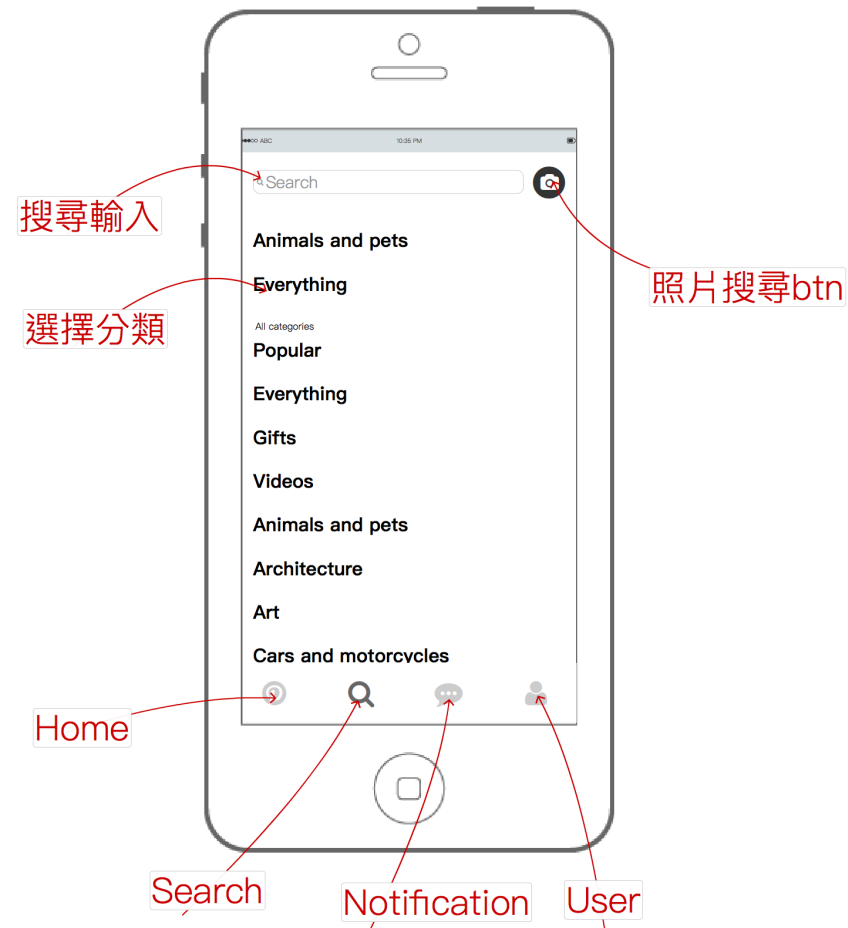 ABC 10:35 PM
Search
搜尋輸入
Animals and pets
照片搜尋btn
Everything
選擇分類
All categories
Popular
Everything
Gifts
Videos
Animals and pets
Architecture
Art
Cars and motorcycles
Home
Search
Notification
User